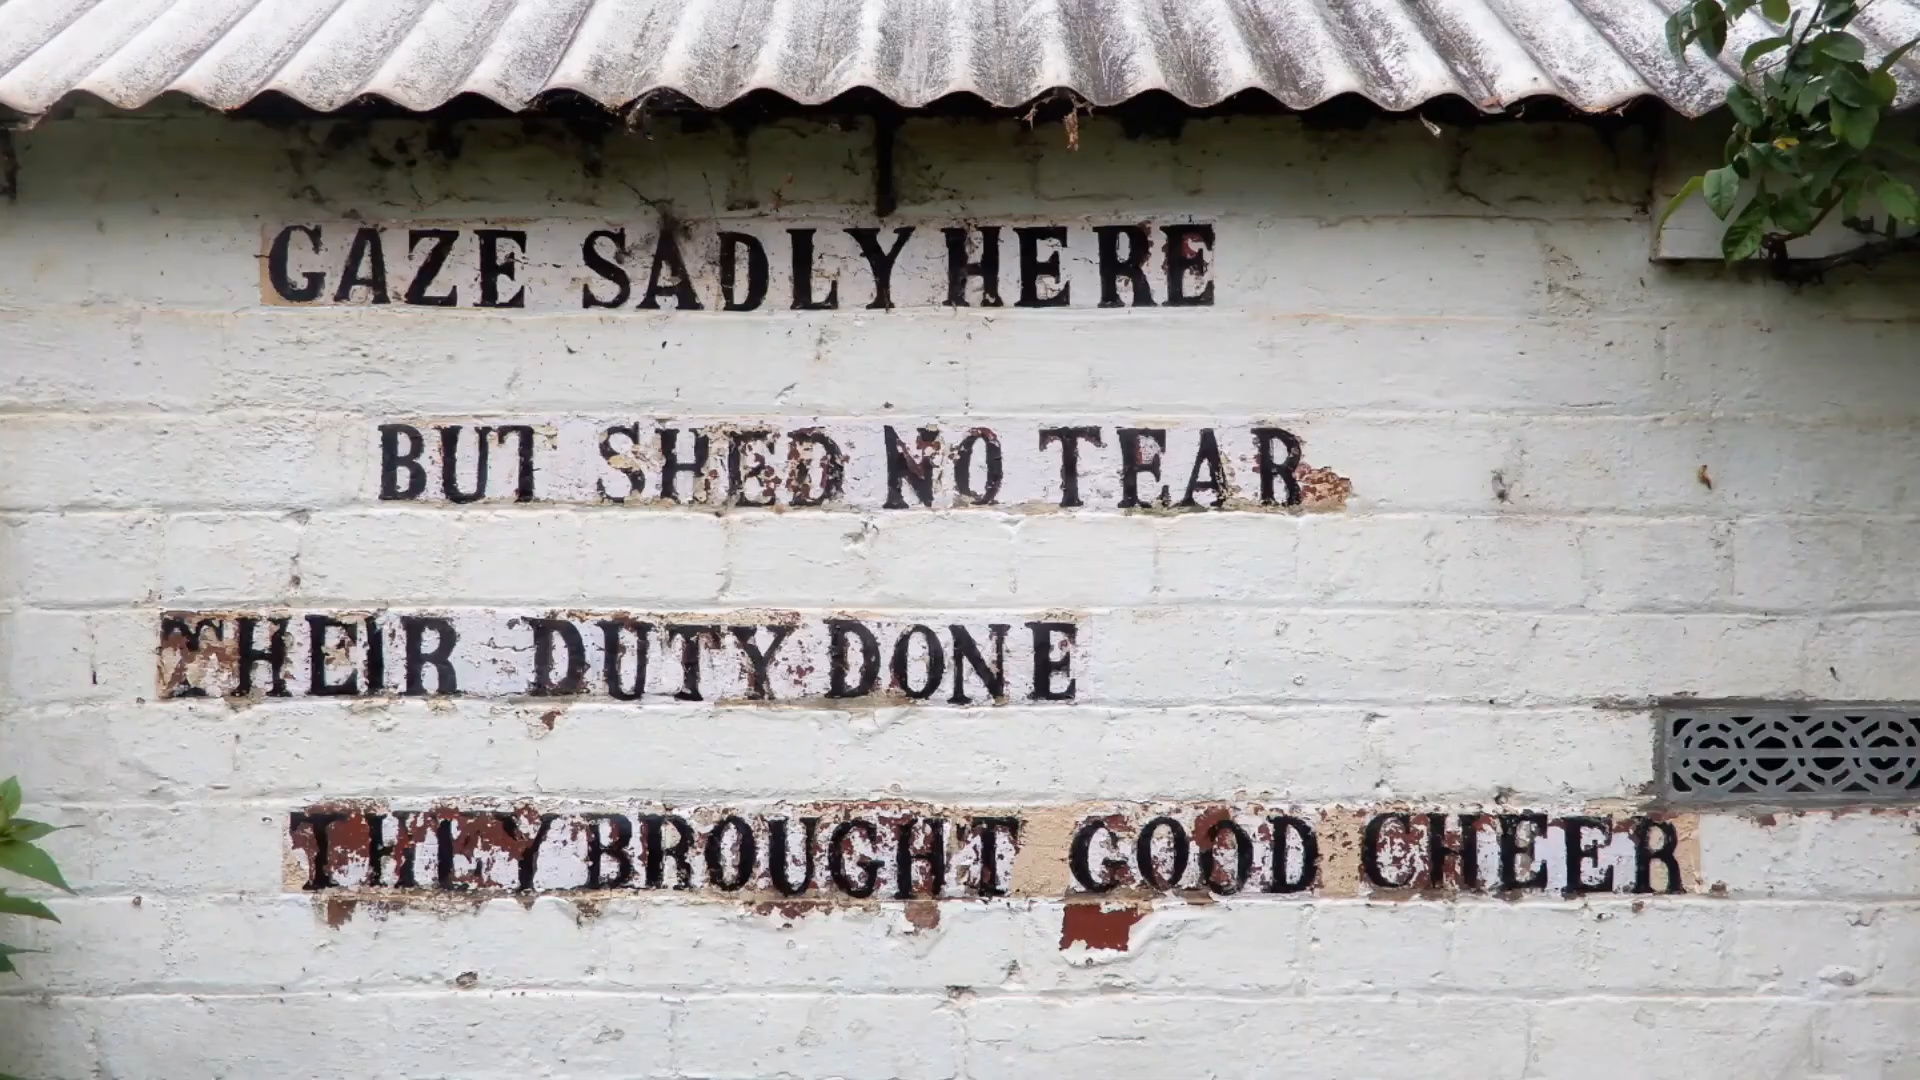 GAZE SADLY HERE
BUT SHED NO TEAR
THEIR DUTY DONE
THEY BROUGHT GOOD CHEER